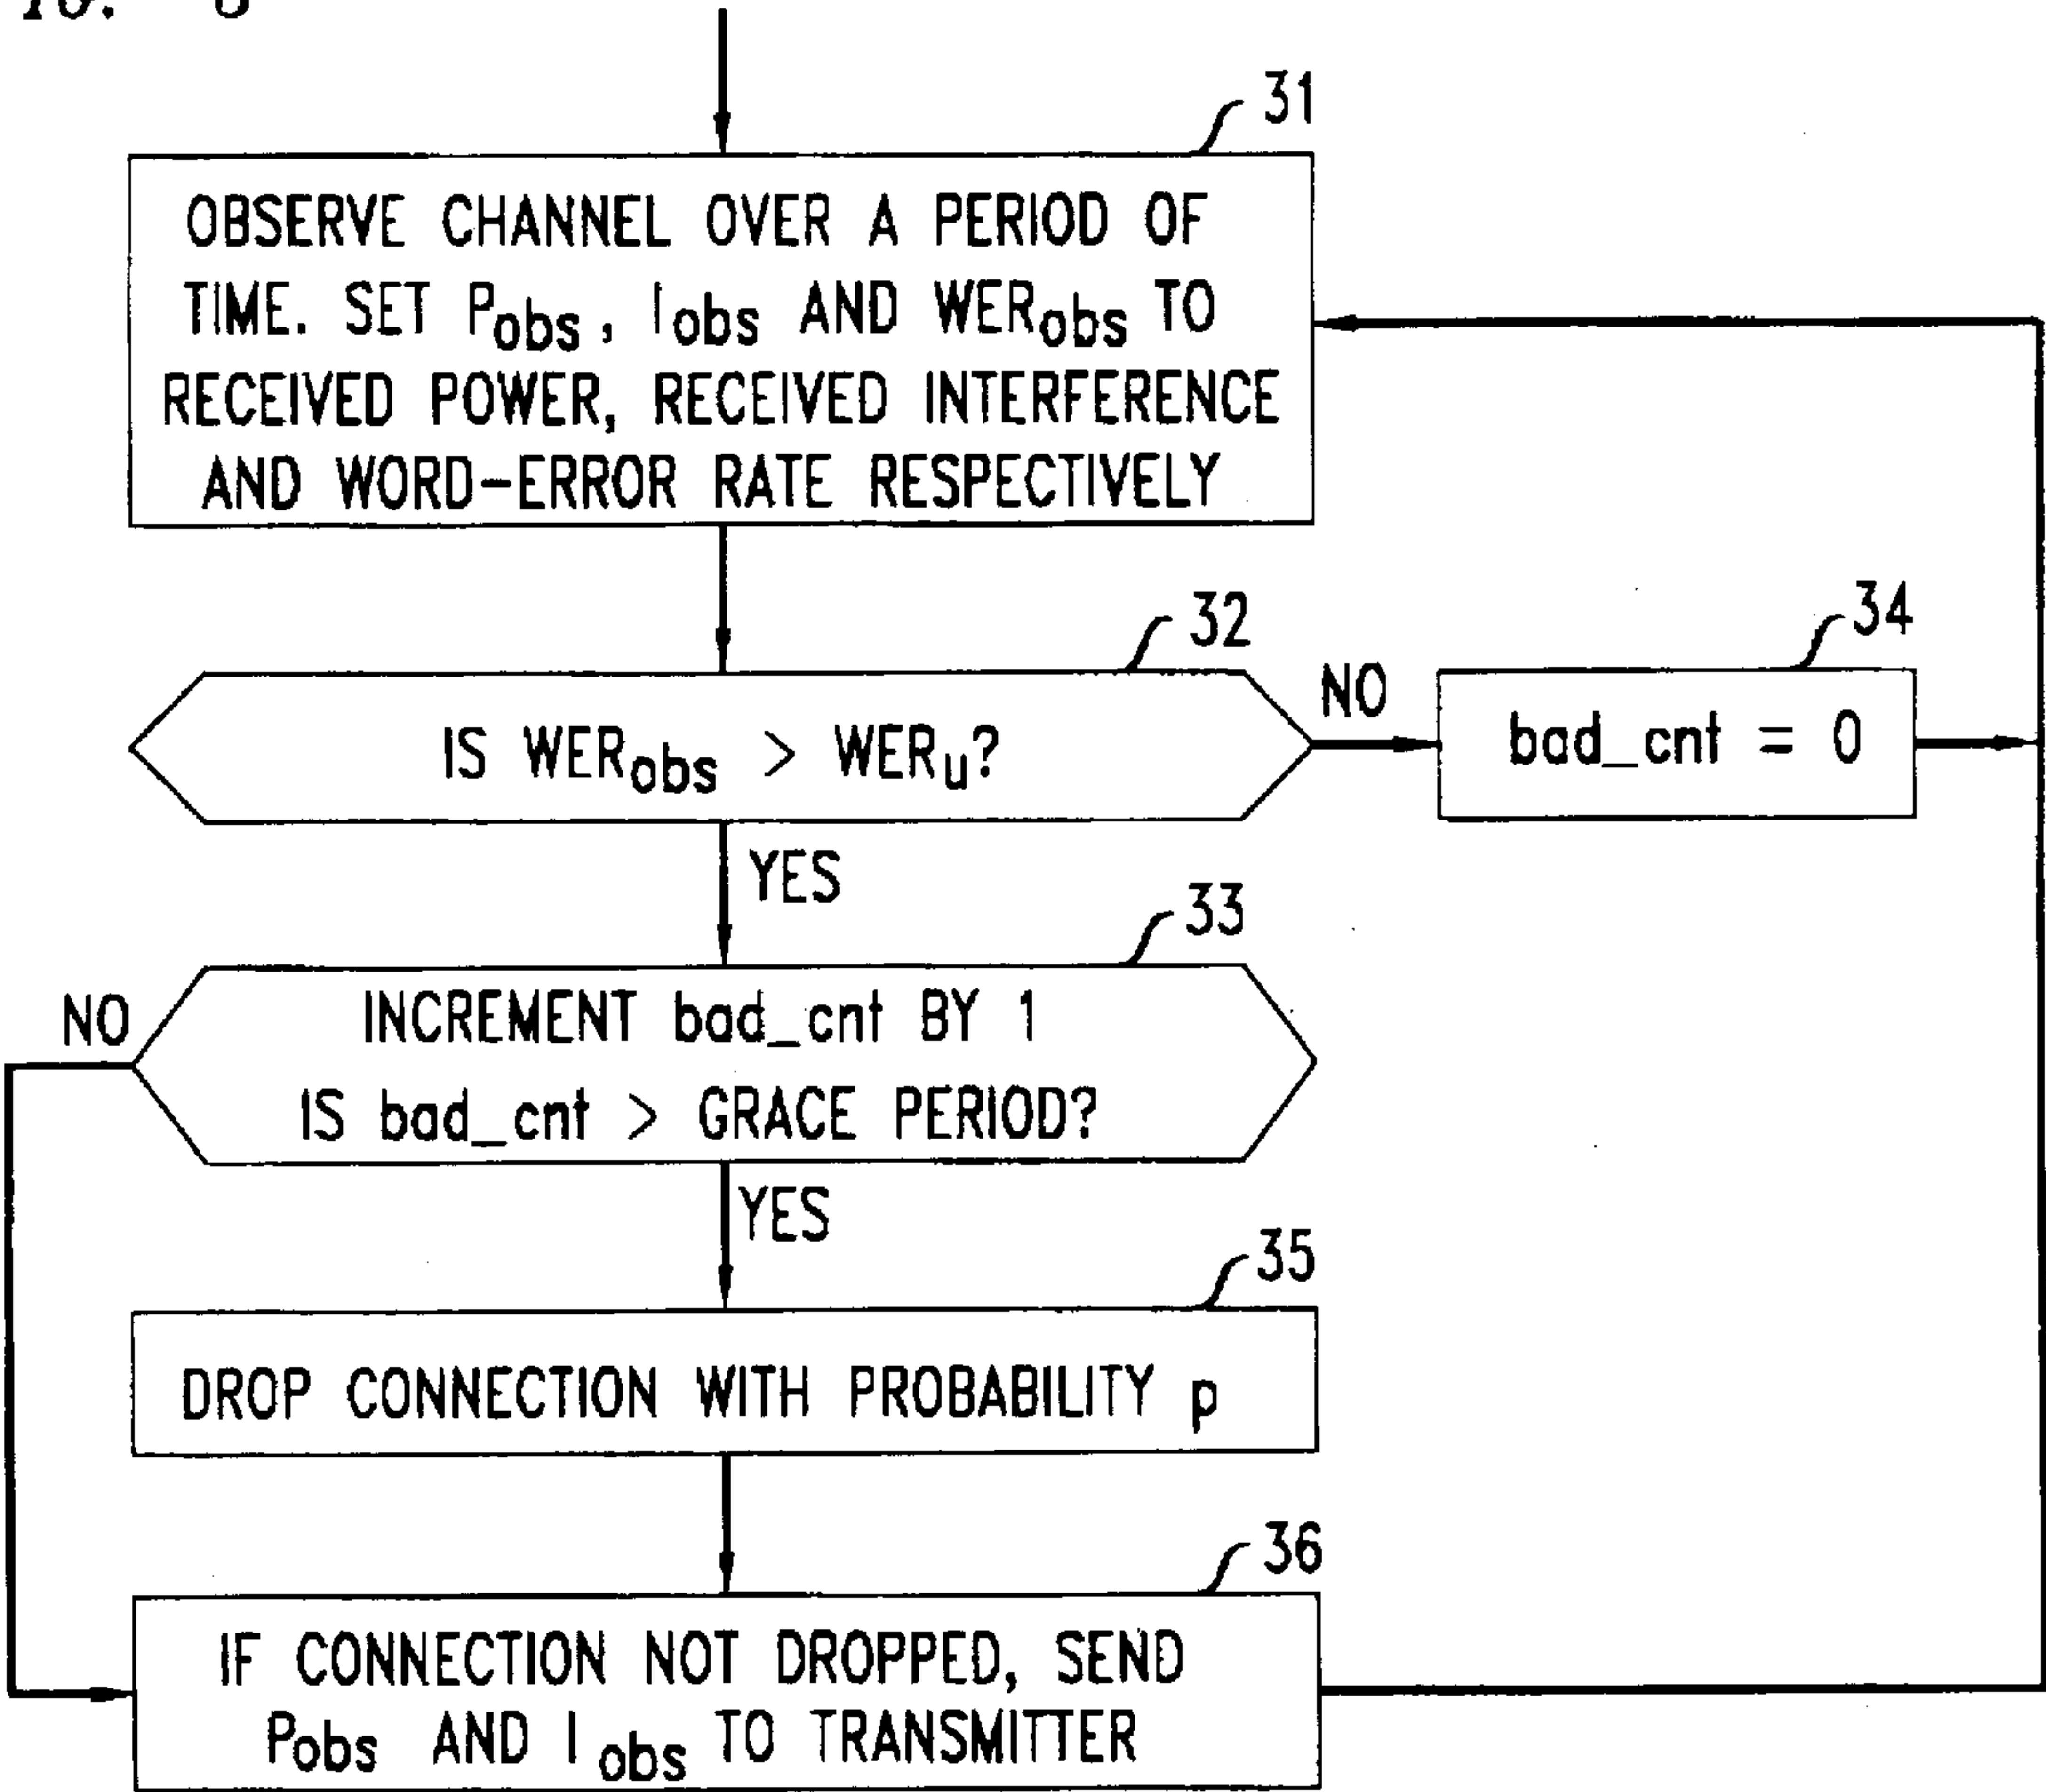 31
OBSERVE CHANNEL OVER A PERIOD OF
TIME. SET Pobs, Iobs AND WERobs TO
RECEIVED POWER, RECEIVED INTERFERENCE
AND WORD-ERROR RATE RESPECTIVELY
32
IS WERobs > WERu?
NO
34
bad_cnt = 0
YES
33
NO
INCREMENT bad_cnt BY 1
IS bad_cnt > GRACE PERIOD?
YES
35
DROP CONNECTION WITH PROBABILITY p
36
IF CONNECTION NOT DROPPED, SEND
Pobs AND Iobs TO TRANSMITTER